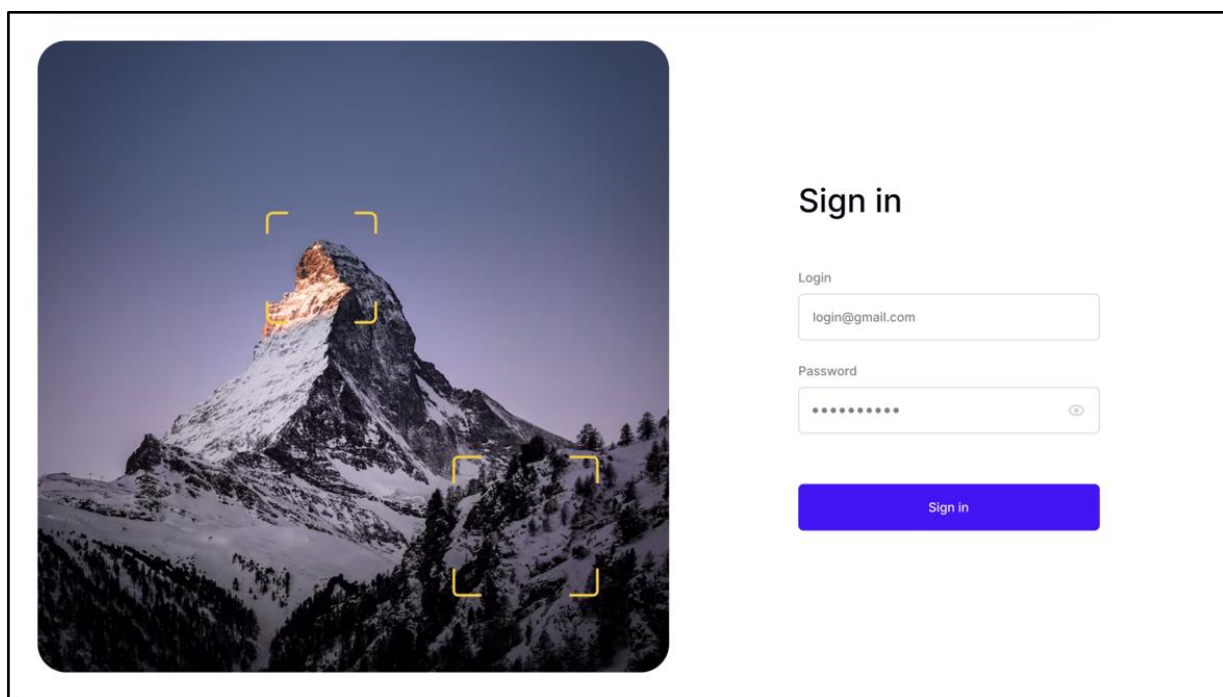 Sign in
Login
login@gmail.com
Password
••••••••••
Sign in